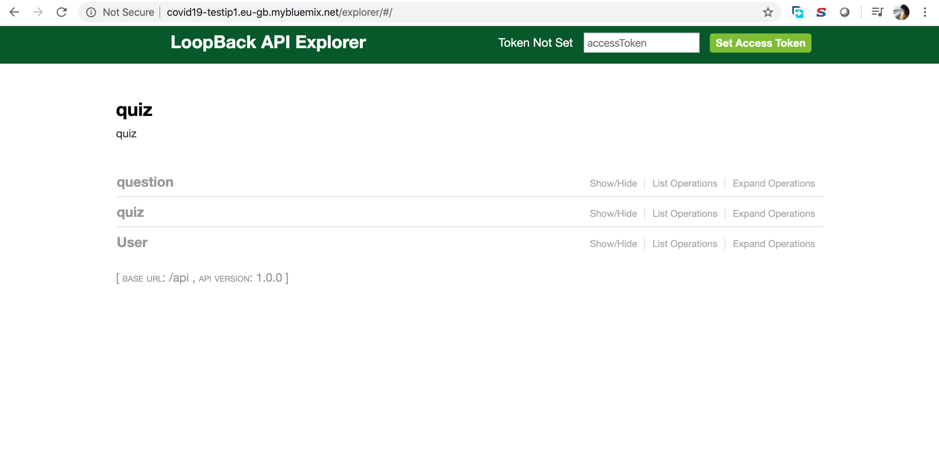 Not Secure covid19-testip1.eu-gb.mybluemix.net/explorer/#/
LoopBack API Explorer Token Not Set accessToken Set Access Token
quiz
quiz
question Show/Hide List Operations Expand Operations
quiz Show/Hide List Operations Expand Operations
User Show/Hide List Operations Expand Operations
[ BASE URL: /api , API VERSION: 1.0.0 ]